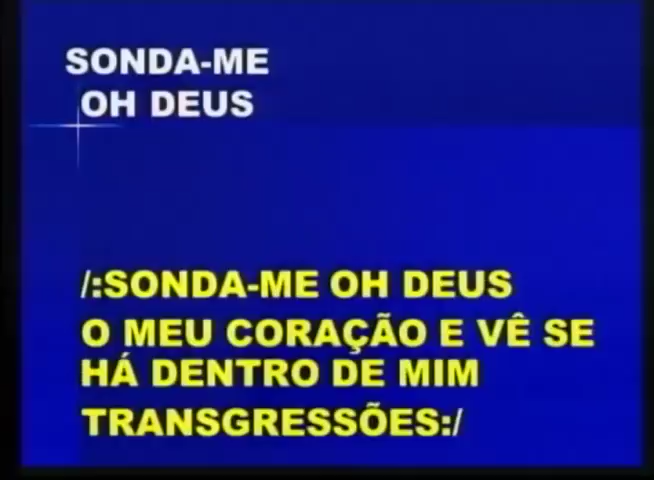 SONDA-ME
OH DEUS
/:SONDA-ME OH DEUS
O MEU CORAÇÃO E VÊ SE
HÁ DENTRO DE MIM
TRANSGRESSÕES:/